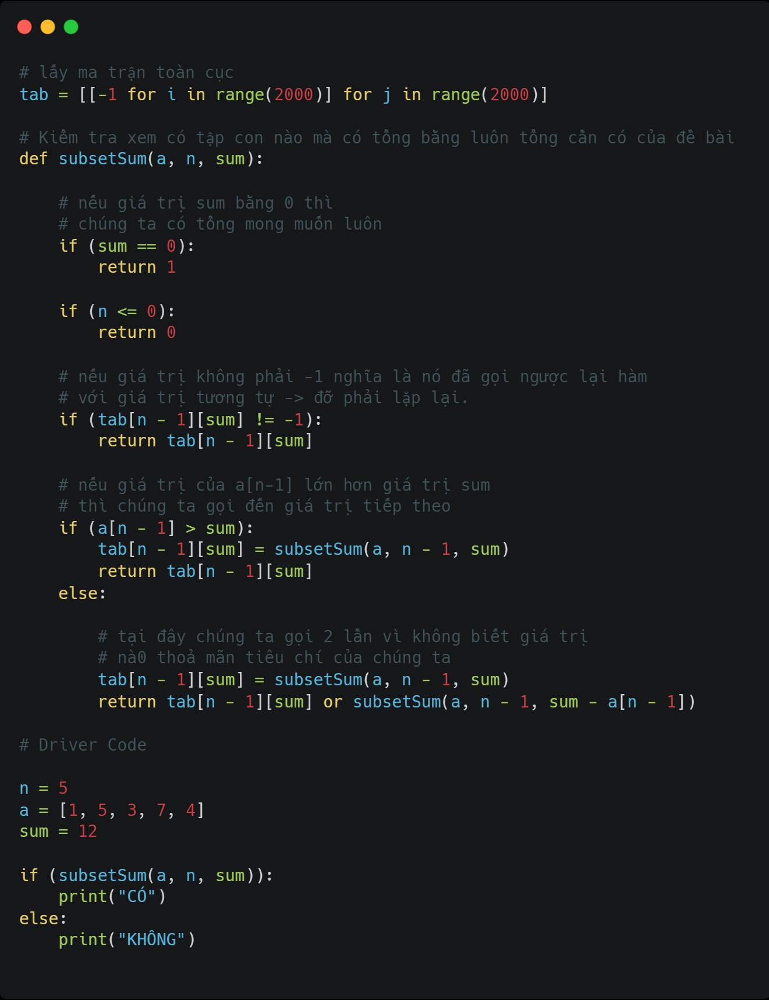 # lấy ma trận toàn cục
tab = [[-1 for i in range(2000)] for j in range(2000)]
# Kiểm tra xem có tập con nào mà có tổng bằng luôn tổng cần có của đề bài
def subsetSum(a, n, sum):
# nếu giá trị sum bằng 0 thì
# chúng ta có tổng mong muốn luôn
if (sum == 0):
return 1
if (n <= 0):
return 0
# nếu giá trị không phải -1 nghĩa là nó đã gọi ngược lại hàm
# với giá trị tương tự -> đỡ phải lặp lại.
if (tab[n - 1][sum] != -1):
return tab[n - 1][sum]
# nếu giá trị của a[n-1] lớn hơn giá trị sum
# thì chúng ta gọi đến giá trị tiếp theo
if (a[n - 1] > sum):
tab[n - 1][sum] = subsetSum(a, n - 1, sum)
return tab[n - 1][sum]
else:
# tại đây chúng ta gọi 2 lần vì không biết giá trị
# nà0 thoả mãn tiêu chí của chúng ta
tab[n - 1][sum] = subsetSum(a, n - 1, sum)
return tab[n - 1][sum] or subsetSum(a, n - 1, sum - a[n - 1])
# Driver Code
n = 5
a = [1, 5, 3, 7, 4]
sum = 12
if (subsetSum(a, n, sum)):
print("CÓ")
else:
print("KHÔNG")